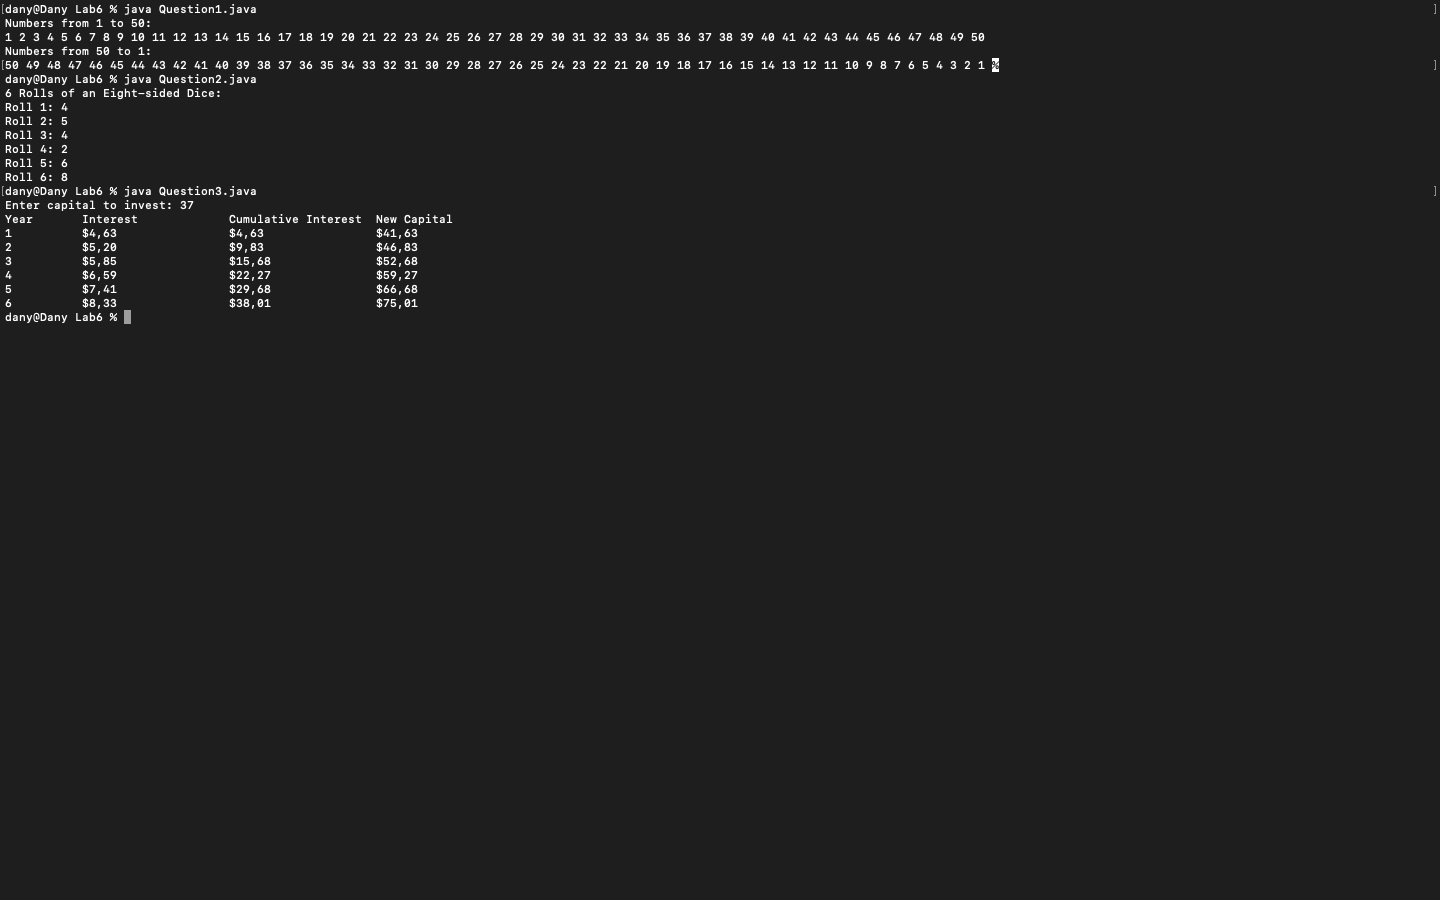 [dany@Dany Lab6 % java Question1.java ]
Numbers from 1 to 50:
1 2 3 4 5 6 7 8 9 10 11 12 13 14 15 16 17 18 19 20 21 22 23 24 25 26 27 28 29 30 31 32 33 34 35 36 37 38 39 40 41 42 43 44 45 46 47 48 49 50
Numbers from 50 to 1:
[50 49 48 47 46 45 44 43 42 41 40 39 38 37 36 35 34 33 32 31 30 29 28 27 26 25 24 23 22 21 20 19 18 17 16 15 14 13 12 11 10 9 8 7 6 5 4 3 2 1 % ]
dany@Dany Lab6 % java Question2.java
6 Rolls of an Eight-sided Dice:
Roll 1: 4
Roll 2: 5
Roll 3: 4
Roll 4: 2
Roll 5: 6
Roll 6: 8
[dany@Dany Lab6 % java Question3.java ]
Enter capital to invest: 37
Year Interest Cumulative Interest New Capital
1 $4,63 $4,63 $41,63
2 $5,20 $9,83 $46,83
3 $5,85 $15,68 $52,68
4 $6,59 $22,27 $59,27
5 $7,41 $29,68 $66,68
6 $8,33 $38,01 $75,01
dany@Dany Lab6 %